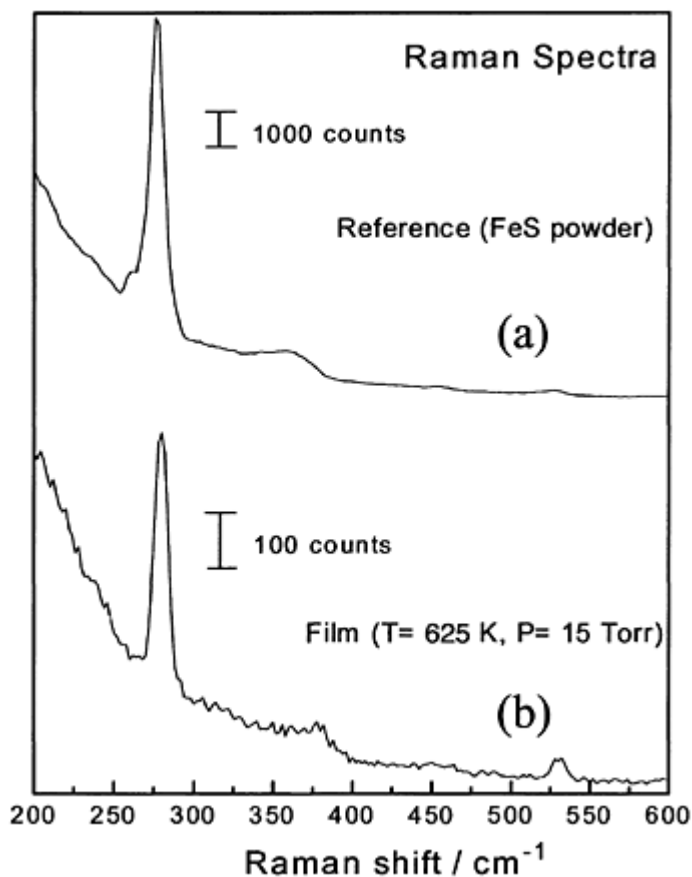 Raman Spectra
1000 counts
Reference (FeS powder)
(a)
100 counts
Film (T= 625 K, P= 15 Torr)
(b)
200 250 300 350 400 450 500 550 600
Raman shift / cm⁻¹